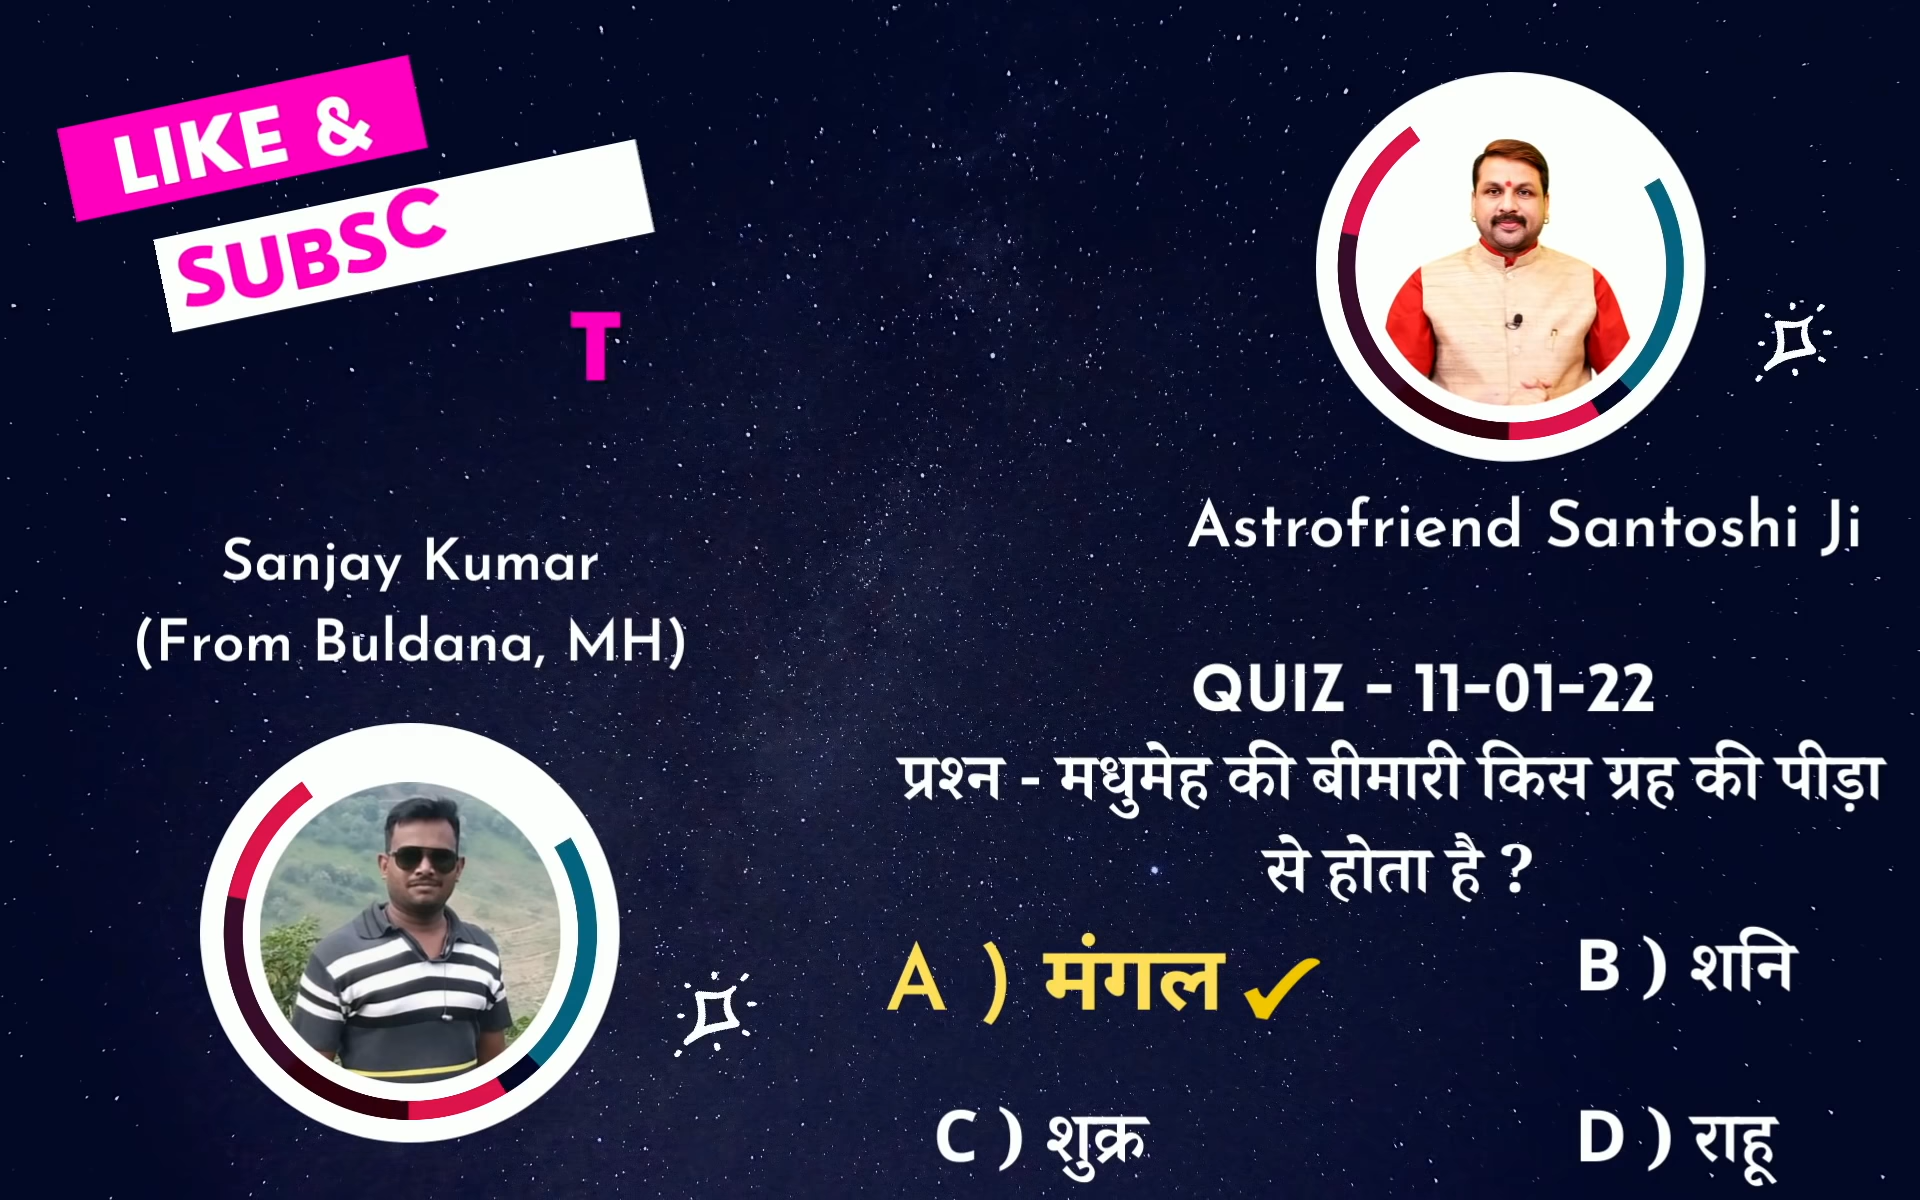 LIKE &
SUBSC
T
Astrofriend Santoshi Ji
Sanjay Kumar
(From Buldana, MH)
QUIZ - 11-01-22
प्रश्न - मधुमेह की बीमारी किस ग्रह की पीड़ा
से होता है ?
A ) मंगल ✓
B ) शनि
C ) शुक्र
D ) राहू